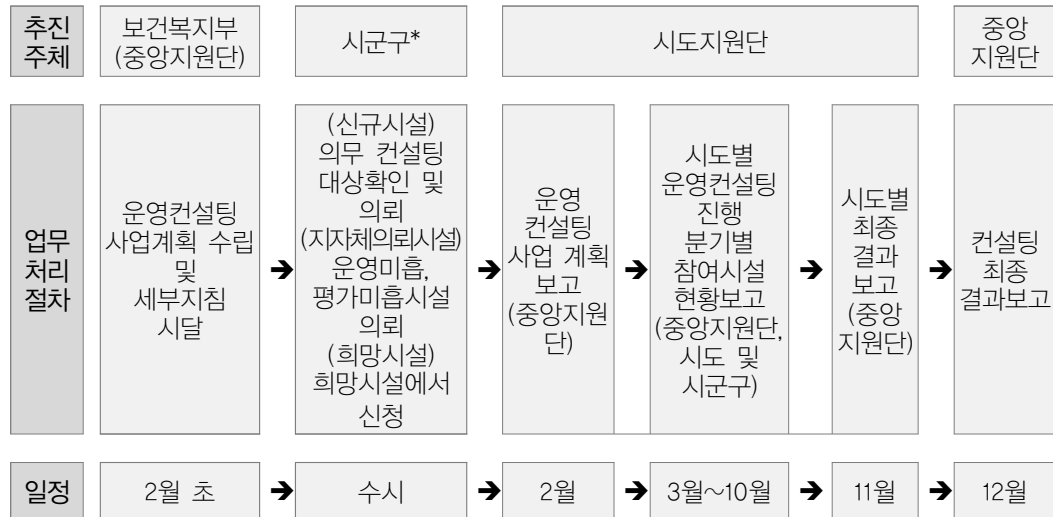 추진
주체
보건복지부
(중앙지원단)
시군구*
시도지원단
중앙
지원단
업무
처리
절차
운영컨설팅
사업계획 수립
및
세부지침
시달
➔
(신규시설)
의무 컨설팅
대상확인 및
의뢰
(지자체의뢰시설)
운영미흡,
평가미흡시설
의뢰
(희망시설)
희망시설에서
신청
➔
운영
컨설팅
사업 계획
보고
(중앙지원
단)
➔
시도별
운영컨설팅
진행
분기별
참여시설
현황보고
(중앙지원단,
시도 및
시군구)
➔
시도별
최종
결과
보고
(중앙
지원단)
➔
컨설팅
최종
결과보고
일정
2월 초
➔
수시
➔
2월
➔
3월~10월
➔
11월
➔
12월